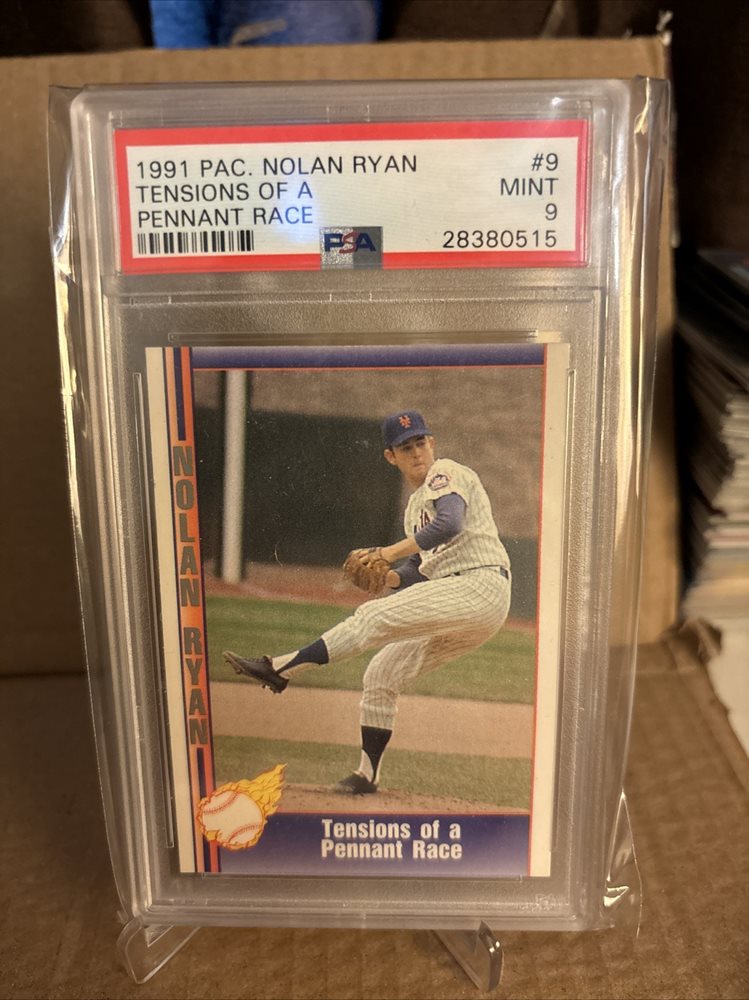 1991 PAC. NOLAN RYAN #9
TENSIONS OF A MINT
PENNANT RACE 9
PSA 28380515
NOLAN RYAN
NY
Tensions of a
Pennant Race